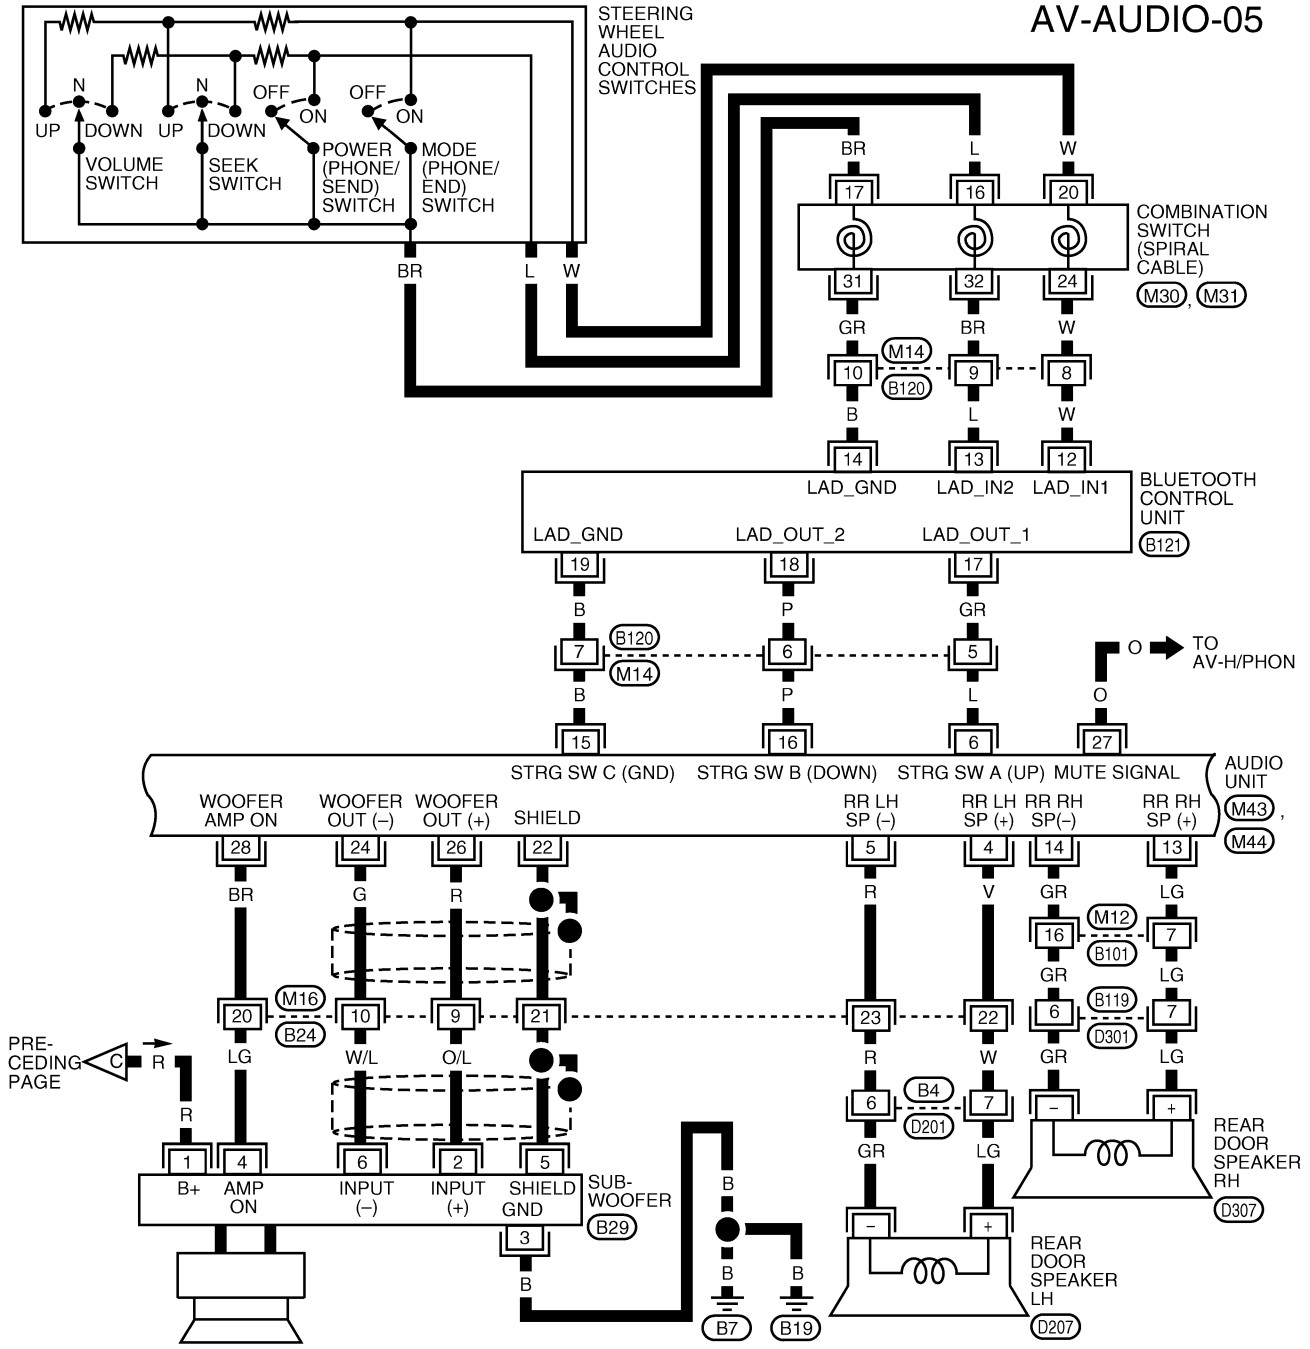 AV-AUDIO-05
STEERING
WHEEL
AUDIO
CONTROL
SWITCHES
N
N
OFF
OFF
ON
ON
UP
DOWN
UP
DOWN
VOLUME
SWITCH
SEEK
SWITCH
POWER
(PHONE/
SEND)
SWITCH
MODE
(PHONE/
END)
SWITCH
BR
L
W
BR
L
W
17
16
20
COMBINATION
SWITCH
(SPIRAL
CABLE)
M30, M31
31
32
24
GR
BR
W
M14
10
9
8
B120
B
L
W
14
13
12
LAD_GND
LAD_IN2
LAD_IN1
BLUETOOTH
CONTROL
UNIT
B121
LAD_GND
LAD_OUT_2
LAD_OUT_1
19
18
17
B
P
GR
B120
7
6
5
M14
O
TO
AV-H/PHON
B
P
L
O
15
16
6
27
STRG SW C (GND)
STRG SW B (DOWN)
STRG SW A (UP)
MUTE SIGNAL
AUDIO
UNIT
M43,
M44
WOOFER
AMP ON
WOOFER
OUT (–)
WOOFER
OUT (+)
SHIELD
RR LH
SP (-)
RR LH
SP (+)
RR RH
SP(–)
RR RH
SP (+)
28
24
26
22
5
4
14
13
BR
G
R
R
V
GR
LG
M12
16
7
B101
GR
LG
M16
20
10
9
21
23
22
B24
B119
6
7
D301
PRE-
CEDING
PAGE
C
R
LG
W/L
O/L
R
W
GR
LG
B4
6
7
D201
R
GR
LG
–
+
REAR
DOOR
SPEAKER
RH
D307
1
4
6
2
5
B+
AMP
ON
INPUT
(–)
INPUT
(+)
SHIELD
GND
SUB-
WOOFER
B29
3
B
B
B
B
B7
B19
–
+
REAR
DOOR
SPEAKER
LH
D207